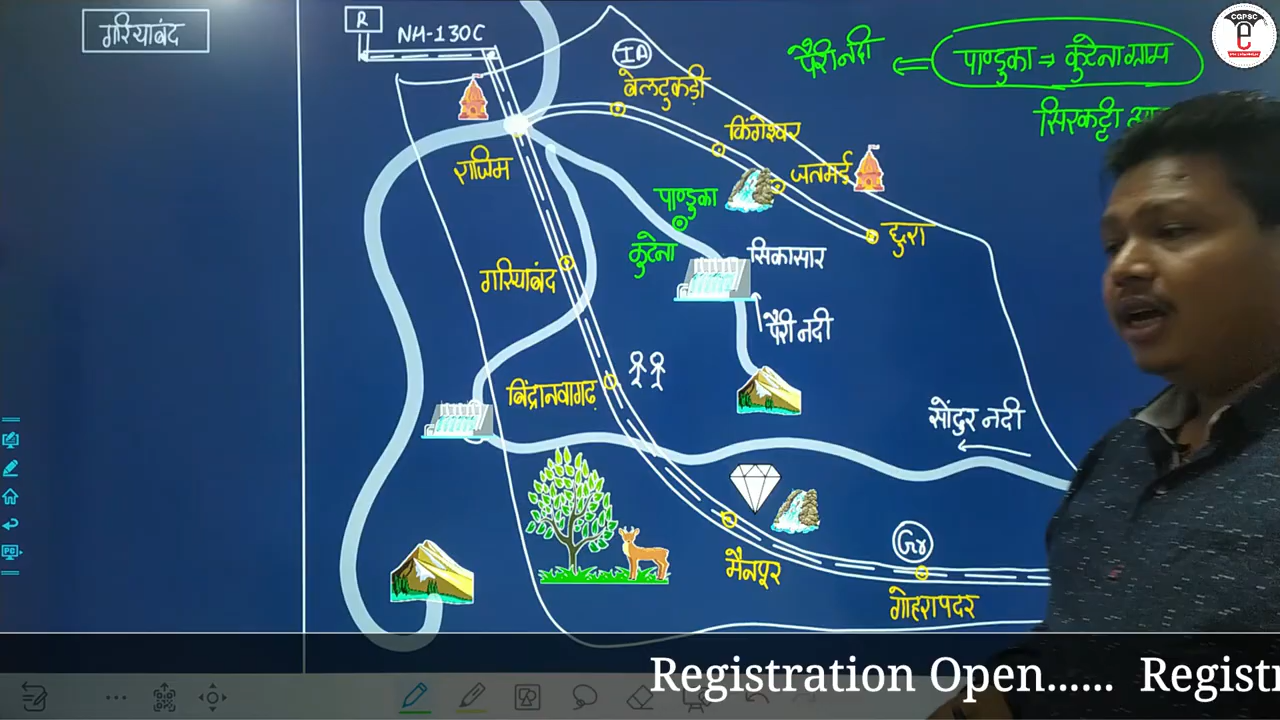 गरियाबंद
R
NH-130C
IA
बेलटुकड़ी
पैरी नदी
पाण्डुका ⇒ कुटेना ग्राम
सिरकट्टी
किंगेश्वर
राजिम
जतमई
पाण्डुका
छुरा
कुटेना
सिकासार
गरियाबंद
पैरी नदी
बिंद्रानवागढ़
सोंदुर नदी
Gr
मैनपूर
गोहरापदर
CGPSC
e
Registration Open...... Registr